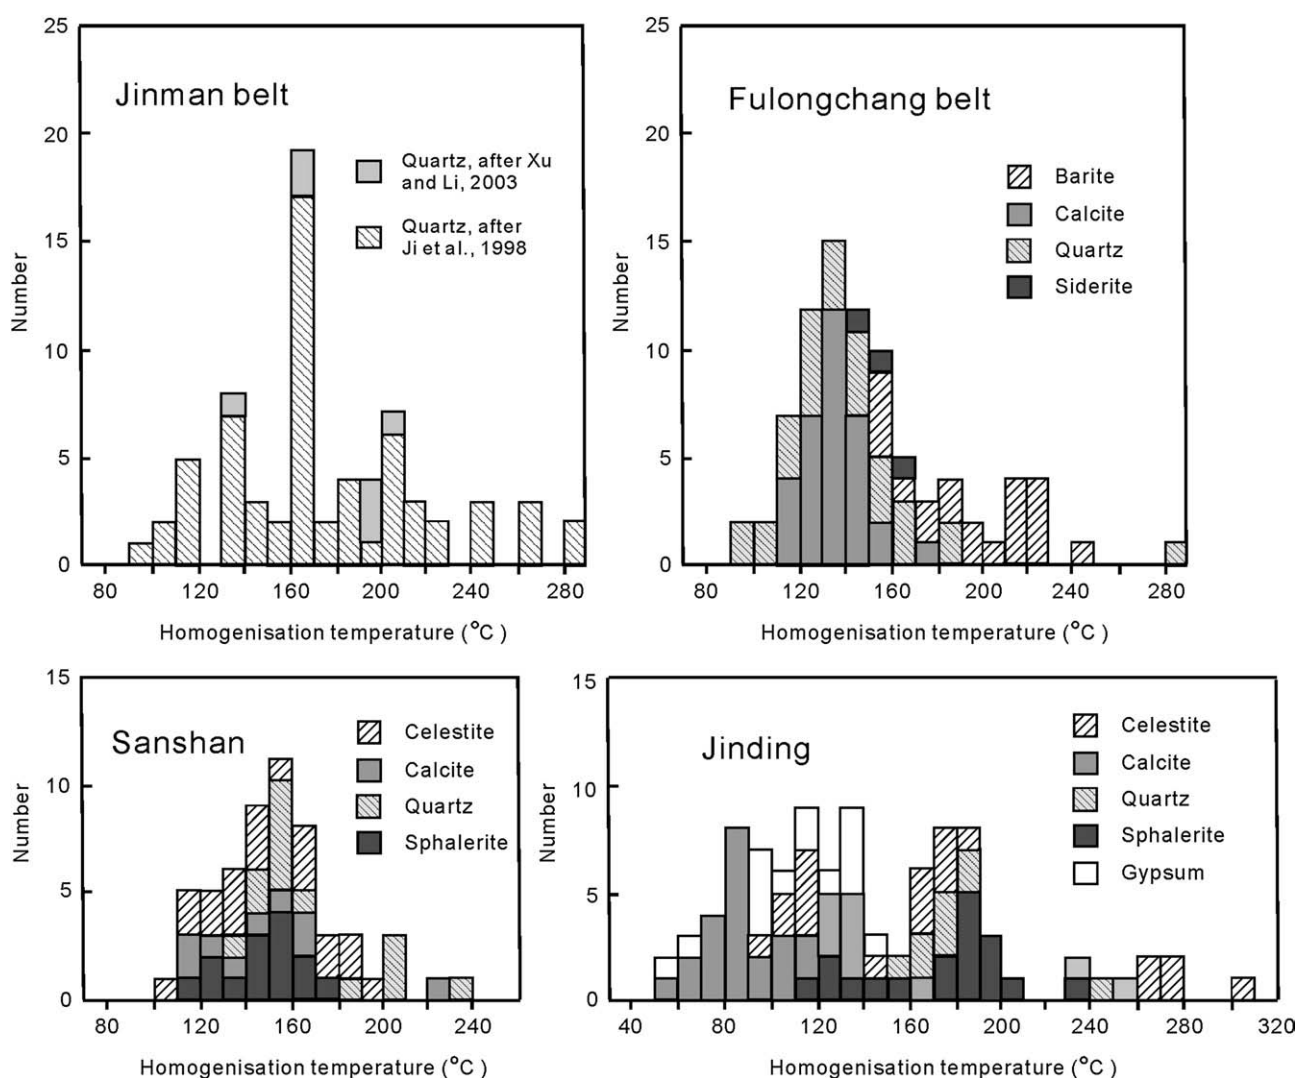 Jinman belt
Quartz, after Xu
and Li, 2003
Quartz, after
Ji et al., 1998
Number
25
20
15
10
5
0
80 120 160 200 240 280
Homogenisation temperature (°C)
Fulongchang belt
Barite
Calcite
Quartz
Siderite
Number
25
20
15
10
5
0
80 120 160 200 240 280
Homogenisation temperature (°C)
Sanshan
Celestite
Calcite
Quartz
Sphalerite
Number
15
10
5
0
80 120 160 200 240
Homogenisation temperature (°C)
Jinding
Celestite
Calcite
Quartz
Sphalerite
Gypsum
Number
15
10
5
0
40 80 120 160 200 240 280 320
Homogenisation temperature (°C)